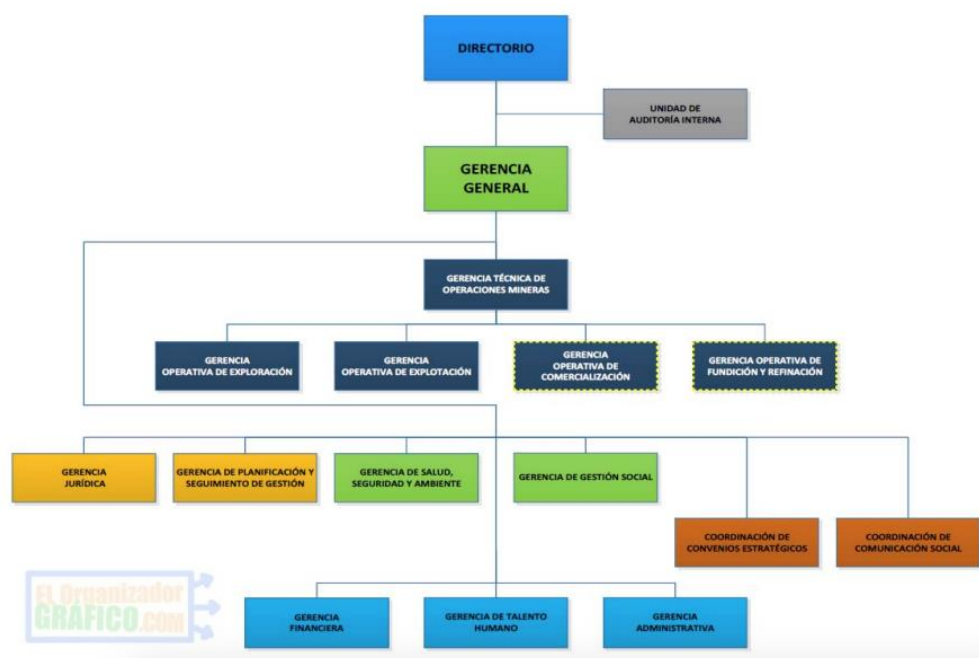 DIRECTORIO
UNIDAD DE
AUDITORÍA INTERNA
GERENCIA
GENERAL
GERENCIA TÉCNICA DE
OPERACIONES MINERAS
GERENCIA
OPERATIVA DE EXPLORACIÓN
GERENCIA
OPERATIVA DE EXPLOTACIÓN
GERENCIA
OPERATIVA DE
COMERCIALIZACIÓN
GERENCIA OPERATIVA DE
FUNDICIÓN Y REFINACIÓN
GERENCIA
JURÍDICA
GERENCIA DE PLANIFICACIÓN Y
SEGUIMIENTO DE GESTIÓN
GERENCIA DE SALUD,
SEGURIDAD Y AMBIENTE
GERENCIA DE GESTIÓN SOCIAL
COORDINACIÓN DE
CONVENIOS ESTRATÉGICOS
COORDINACIÓN DE
COMUNICACIÓN SOCIAL
EL Organizador
GRÁFICO.COM
GERENCIA
FINANCIERA
GERENCIA DE TALENTO
HUMANO
GERENCIA
ADMINISTRATIVA